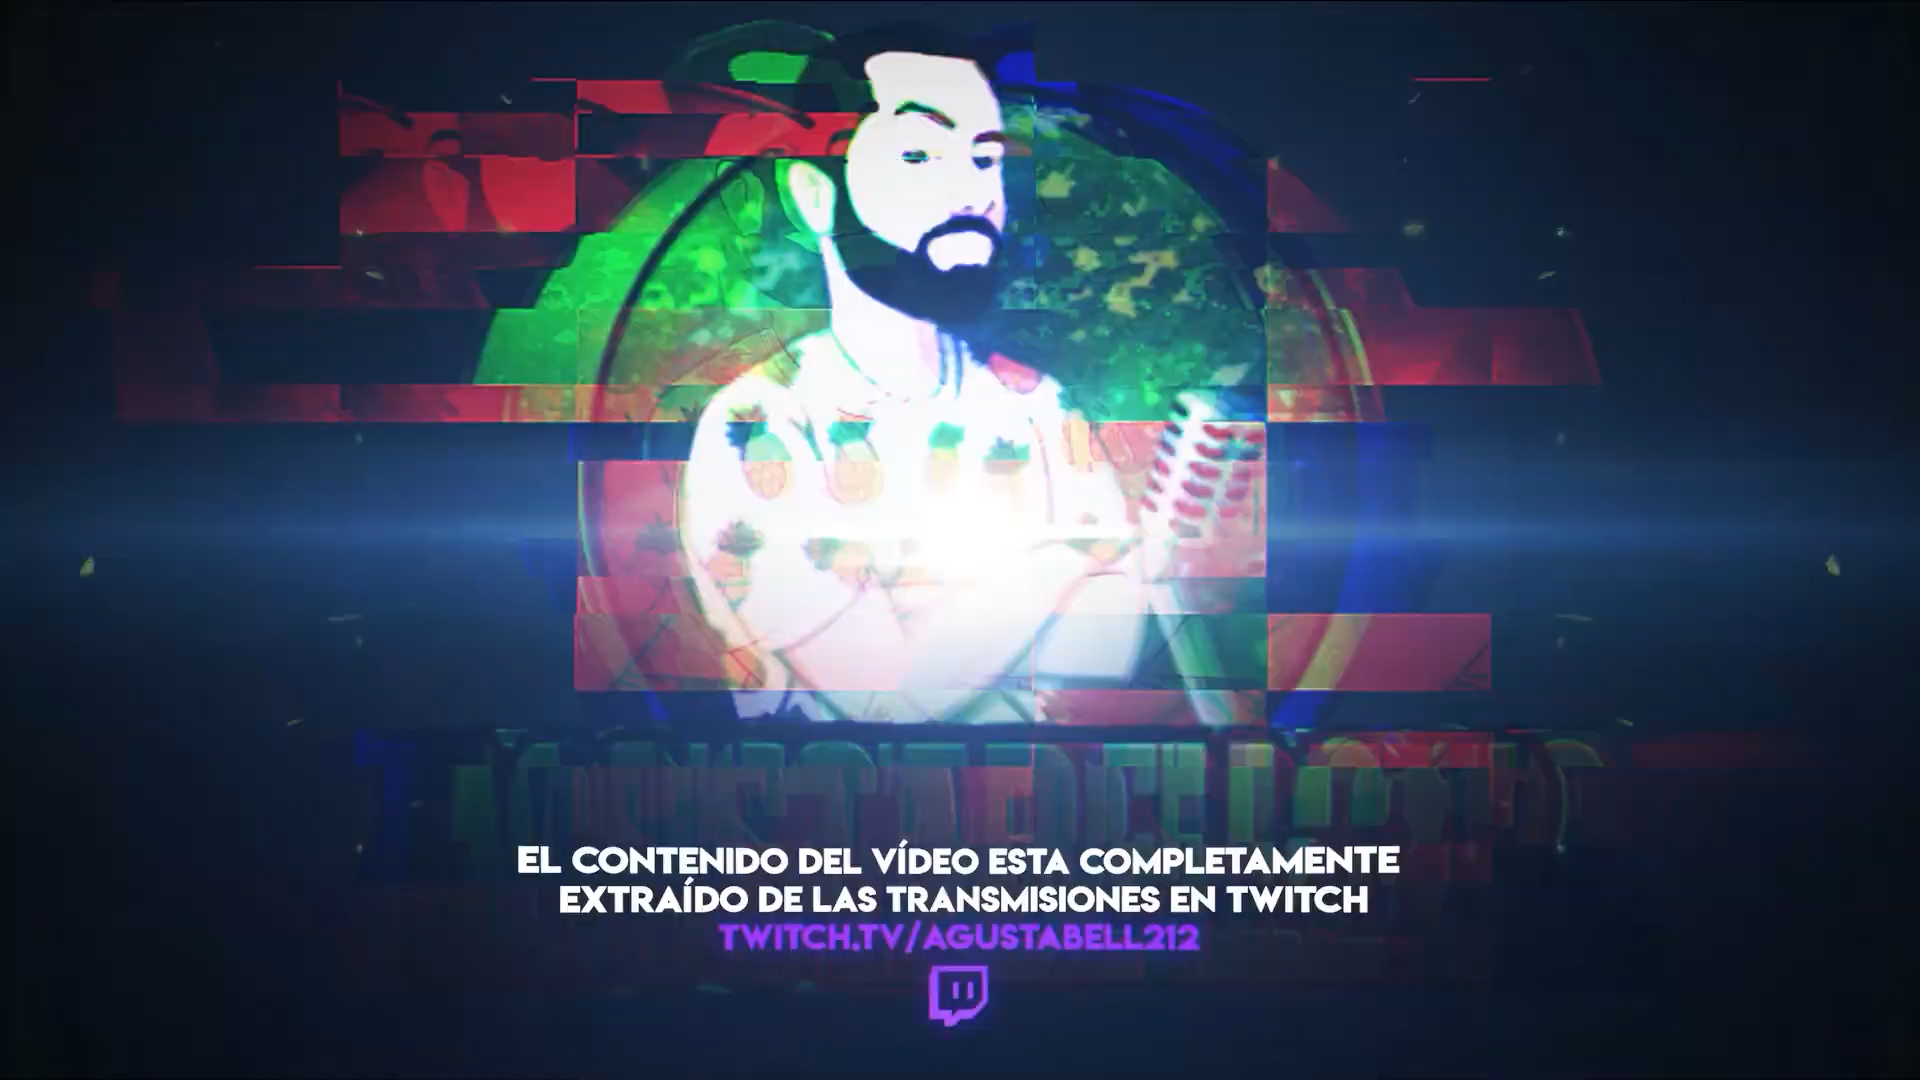 EL CONTENIDO DEL VÍDEO ESTA COMPLETAMENTE
EXTRAÍDO DE LAS TRANSMISIONES EN TWITCH
TWITCH.TV/AGUSTABELL212